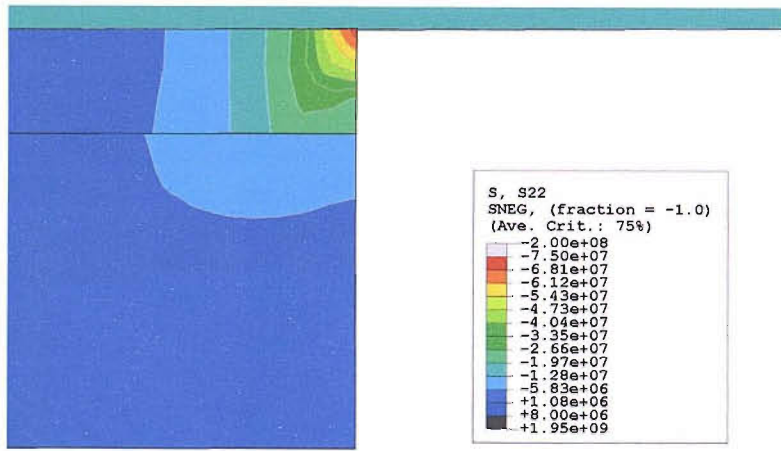 S, S22
SNEG, (fraction = -1.0)
(Ave. Crit.: 75%)
-2.00e+08
-7.50e+07
-6.81e+07
-6.12e+07
-5.43e+07
-4.73e+07
-4.04e+07
-3.35e+07
-2.66e+07
-1.97e+07
-1.28e+07
-5.83e+06
+1.08e+06
+8.00e+06
+1.95e+09